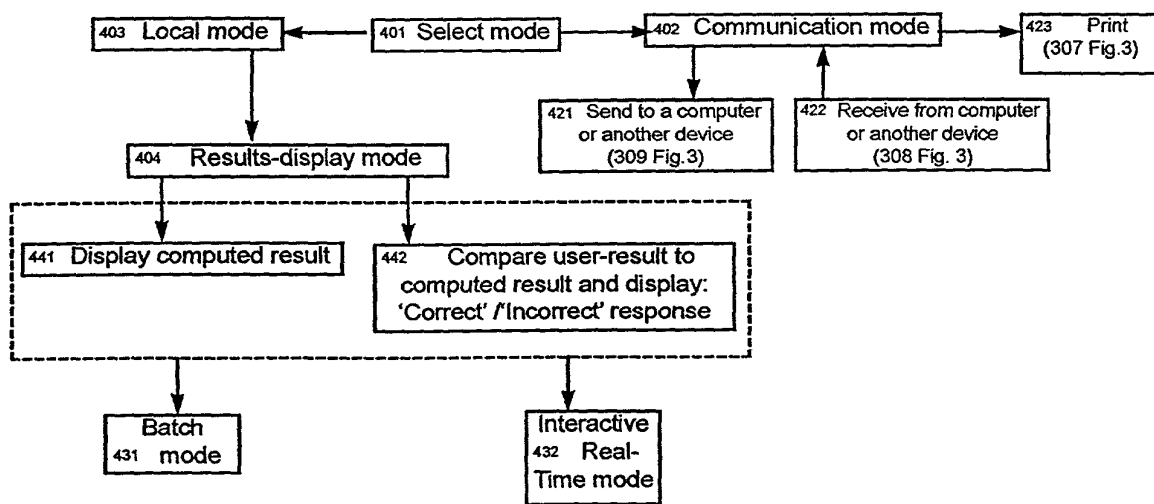 403 Local mode
401 Select mode
402 Communication mode
423 Print
(307 Fig.3)
421 Send to a computer
or another device
(309 Fig.3)
422 Receive from computer
or another device
(308 Fig. 3)
404 Results-display mode
441 Display computed result
442 Compare user-result to
computed result and display:
‘Correct’ /‘Incorrect’ response
Batch
431 mode
Interactive
432 Real-
Time mode